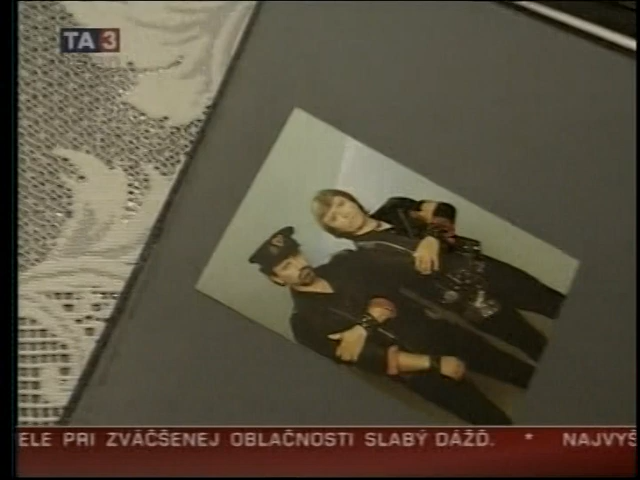 TA3
ELE PRI ZVÄČŠENEJ OBLAČNOSTI SLABÝ DÁŽĎ. * NAJVYŠ